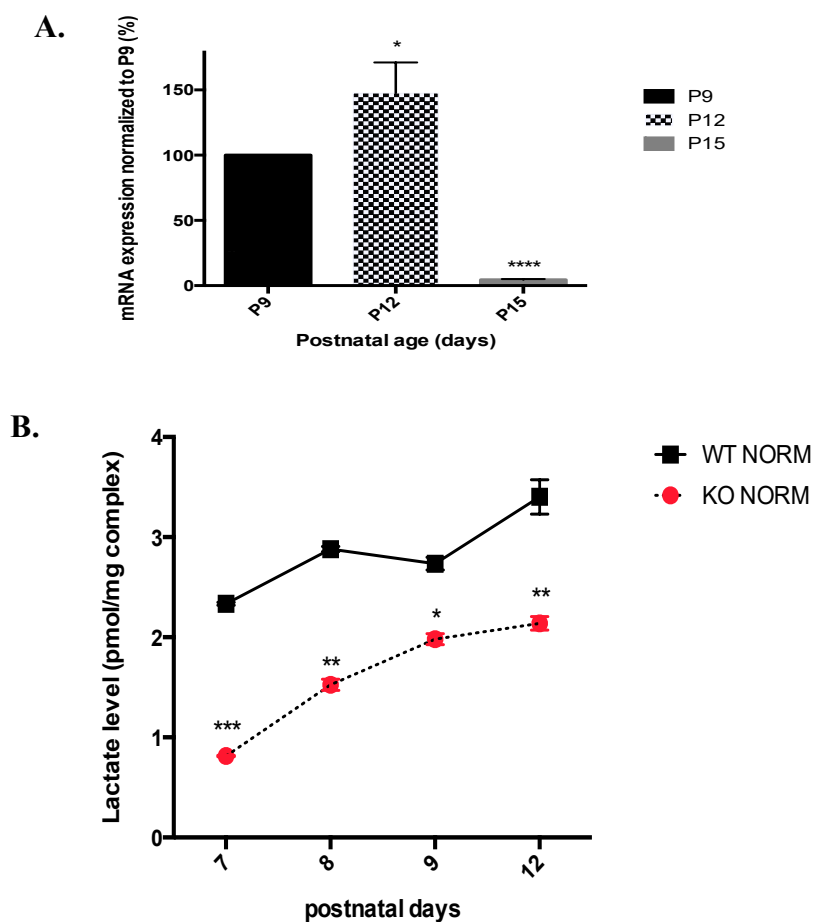 A.
mRNA expression normalized to P9 (%)
150
100
50
0
*
****
P9
P12
P15
Postnatal age (days)
P9
P12
P15
B.
Lactate level (pmol/mg complex)
4
3
2
1
0
***
**
*
**
7
8
9
12
postnatal days
WT NORM
KO NORM